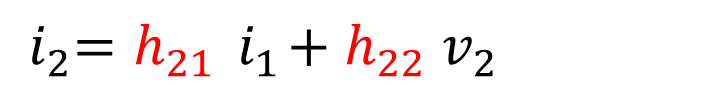 i₂= h₂₁ i₁ + h₂₂ v₂